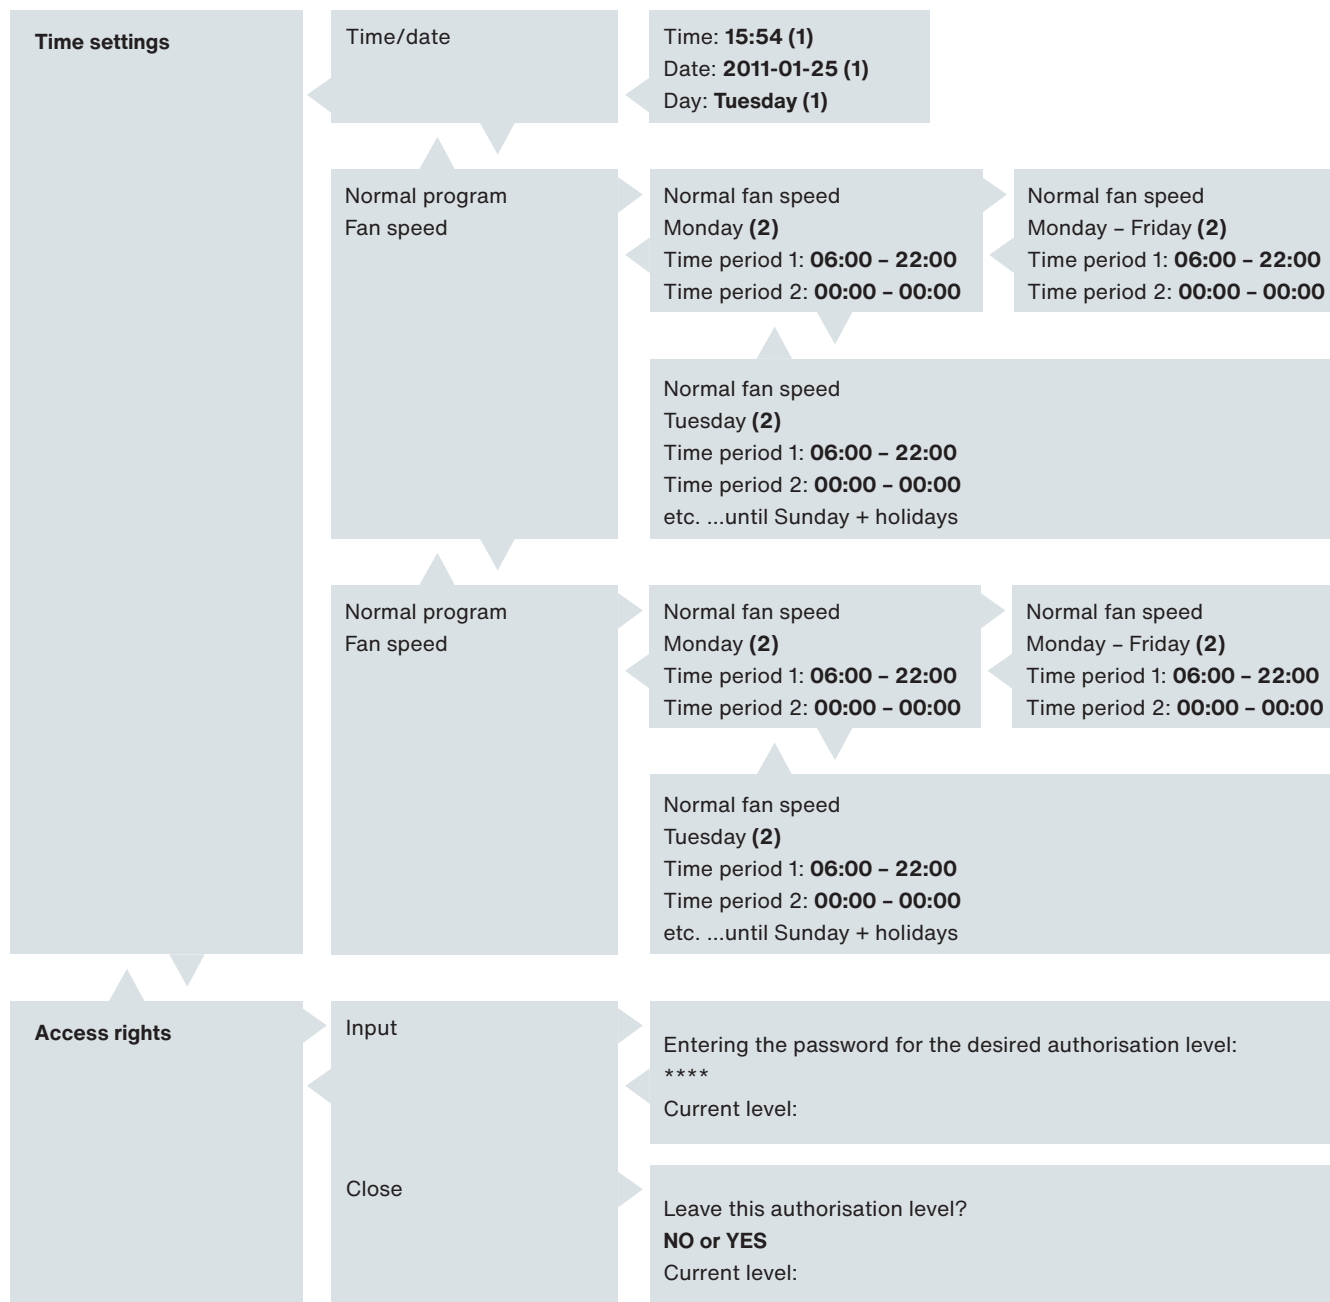 Time settings
Time/date
Time: 15:54 (1)
Date: 2011-01-25 (1)
Day: Tuesday (1)
Normal program
Fan speed
Normal fan speed
Monday (2)
Time period 1: 06:00 – 22:00
Time period 2: 00:00 – 00:00
Normal fan speed
Monday – Friday (2)
Time period 1: 06:00 – 22:00
Time period 2: 00:00 – 00:00
Normal fan speed
Tuesday (2)
Time period 1: 06:00 – 22:00
Time period 2: 00:00 – 00:00
etc. ...until Sunday + holidays
Normal program
Fan speed
Normal fan speed
Monday (2)
Time period 1: 06:00 – 22:00
Time period 2: 00:00 – 00:00
Normal fan speed
Monday – Friday (2)
Time period 1: 06:00 – 22:00
Time period 2: 00:00 – 00:00
Normal fan speed
Tuesday (2)
Time period 1: 06:00 – 22:00
Time period 2: 00:00 – 00:00
etc. ...until Sunday + holidays
Access rights
Input
Entering the password for the desired authorisation level:
****
Current level:
Close
Leave this authorisation level?
NO or YES
Current level: